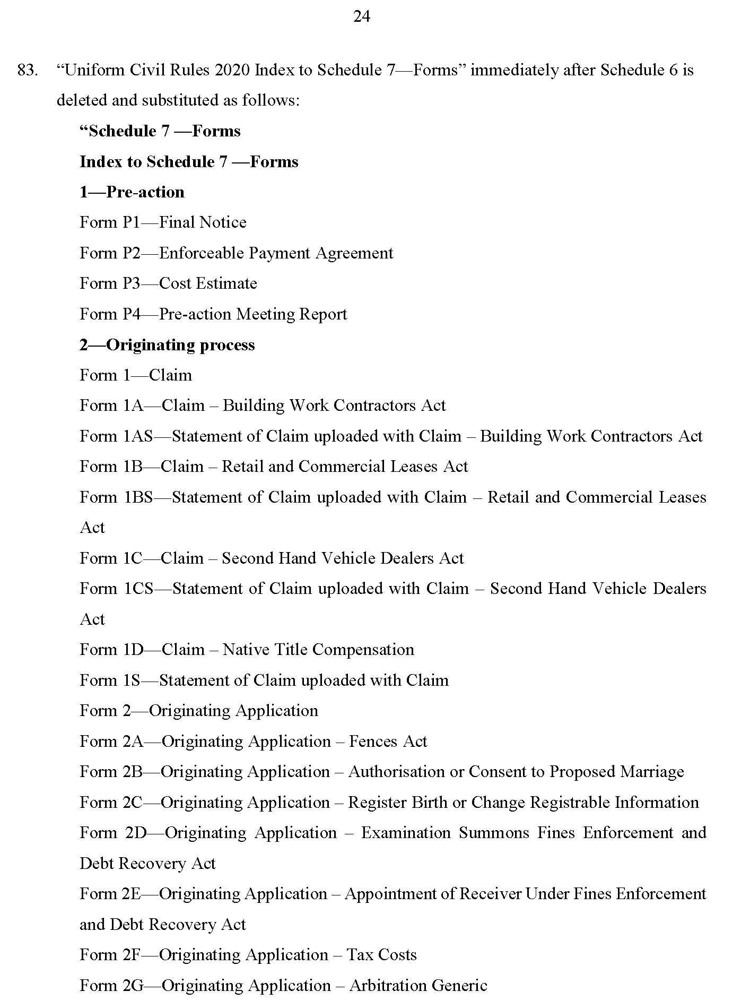 24
83. “Uniform Civil Rules 2020 Index to Schedule 7—Forms” immediately after Schedule 6 is
deleted and substituted as follows:
“Schedule 7 —Forms
Index to Schedule 7 —Forms
1—Pre-action
Form P1—Final Notice
Form P2—Enforceable Payment Agreement
Form P3—Cost Estimate
Form P4—Pre-action Meeting Report
2—Originating process
Form 1—Claim
Form 1A—Claim – Building Work Contractors Act
Form 1AS—Statement of Claim uploaded with Claim – Building Work Contractors Act
Form 1B—Claim – Retail and Commercial Leases Act
Form 1BS—Statement of Claim uploaded with Claim – Retail and Commercial Leases
Act
Form 1C—Claim – Second Hand Vehicle Dealers Act
Form 1CS—Statement of Claim uploaded with Claim – Second Hand Vehicle Dealers
Act
Form 1D—Claim – Native Title Compensation
Form 1S—Statement of Claim uploaded with Claim
Form 2—Originating Application
Form 2A—Originating Application – Fences Act
Form 2B—Originating Application – Authorisation or Consent to Proposed Marriage
Form 2C—Originating Application – Register Birth or Change Registrable Information
Form 2D—Originating Application – Examination Summons Fines Enforcement and
Debt Recovery Act
Form 2E—Originating Application – Appointment of Receiver Under Fines Enforcement
and Debt Recovery Act
Form 2F—Originating Application – Tax Costs
Form 2G—Originating Application – Arbitration Generic